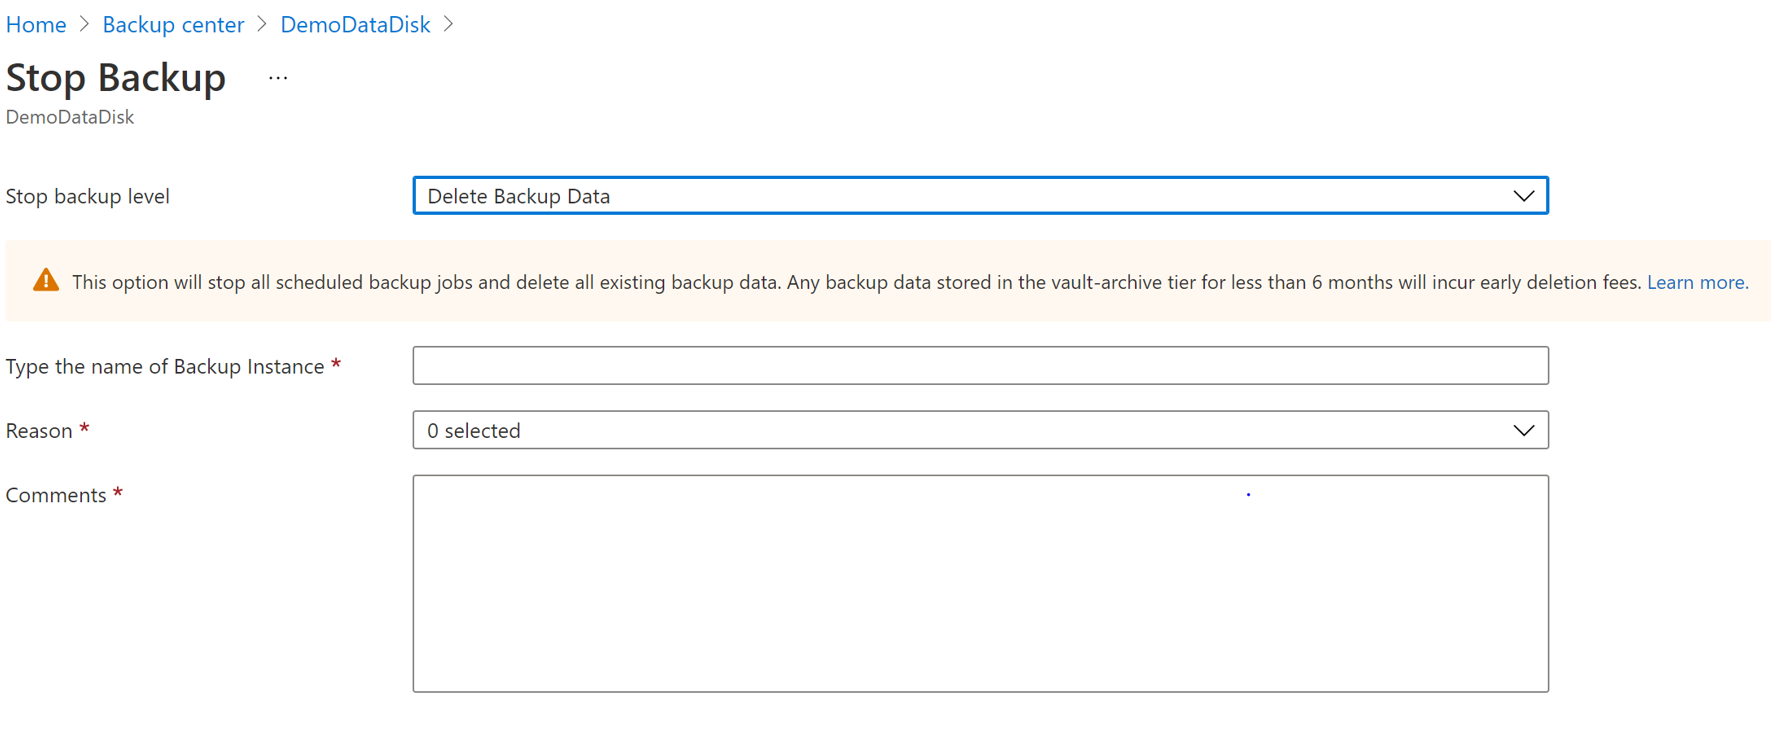 Home > Backup center > DemoDataDisk >
Stop Backup ...
DemoDataDisk
Stop backup level Delete Backup Data
This option will stop all scheduled backup jobs and delete all existing backup data. Any backup data stored in the vault-archive tier for less than 6 months will incur early deletion fees. Learn more.
Type the name of Backup Instance *
Reason * 0 selected
Comments *